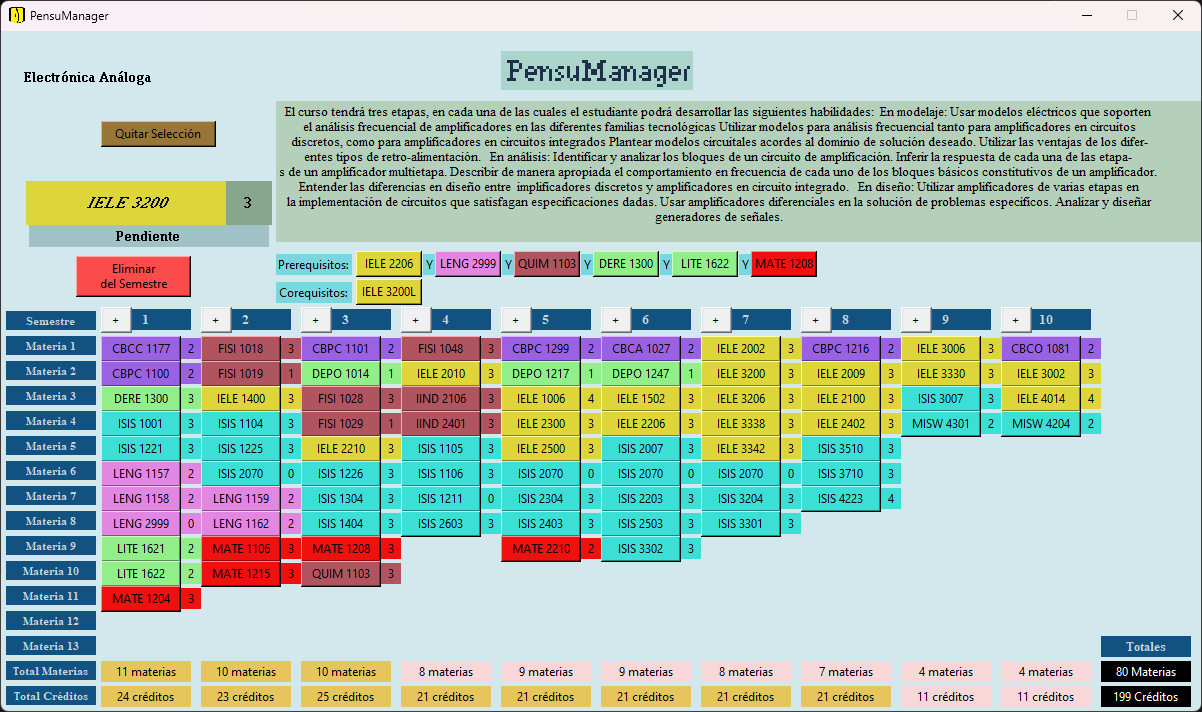 PensuManager
PensuManager
Electrónica Análoga
Quitar Selección
IELE 3200 3
Pendiente
Eliminar
del Semestre
El curso tendrá tres etapas, en cada una de las cuales el estudiante podrá desarrollar las siguientes habilidades: En modelaje: Usar modelos eléctricos que soporten
el análisis frecuencial de amplificadores en las diferentes familias tecnológicas Utilizar modelos para análisis frecuencial tanto para amplificadores en circuitos
discretos, como para amplificadores en circuitos integrados Plantear modelos circuitales acordes al dominio de solución deseado. Utilizar las ventajas de los difer-
entes tipos de retro-alimentación. En análisis: Identificar y analizar los bloques de un circuito de amplificación. Inferir la respuesta de cada una de las etapa-
s de un amplificador multietapa. Describir de manera apropiada el comportamiento en frecuencia de cada uno de los bloques básicos constitutivos de un amplificador.
Entender las diferencias en diseño entre amplificadores discretos y amplificadores en circuito integrado. En diseño: Utilizar amplificadores de varias etapas en
la implementación de circuitos que satisfagan especificaciones dadas. Usar amplificadores diferenciales en la solución de problemas específicos. Analizar y diseñar
generadores de señales.
Prerequisitos: IELE 2206 Y LENG 2999 Y QUIM 1103 Y DERE 1300 Y LITE 1622 Y MATE 1208
Corequisitos: IELE 3200L
Semestre + 1 + 2 + 3 + 4 + 5 + 6 + 7 + 8 + 9 + 10
Materia 1 CBCC 1177 2 FISI 1018 3 CBPC 1101 2 FISI 1048 3 CBPC 1299 2 CBCA 1027 2 IELE 2002 3 CBPC 1216 2 IELE 3006 3 CBCO 1081 2
Materia 2 CBPC 1100 2 FISI 1019 1 DEPO 1014 1 IELE 2010 3 DEPO 1217 1 DEPO 1247 1 IELE 3200 3 IELE 2009 3 IELE 3330 3 IELE 3002 3
Materia 3 DERE 1300 3 IELE 1400 3 FISI 1028 3 IIND 2106 3 IELE 1006 4 IELE 1502 3 IELE 3206 3 IELE 2100 3 ISIS 3007 3 IELE 4014 4
Materia 4 ISIS 1001 3 ISIS 1104 3 FISI 1029 1 IIND 2401 3 IELE 2300 3 IELE 2206 3 IELE 3338 3 IELE 2402 3 MISW 4301 2 MISW 4204 2
Materia 5 ISIS 1221 3 ISIS 1225 3 IELE 2210 3 ISIS 1105 3 IELE 2500 3 ISIS 2007 3 IELE 3342 3 ISIS 3510 3
Materia 6 LENG 1157 2 ISIS 2070 0 ISIS 1226 3 ISIS 1106 3 ISIS 2070 0 ISIS 2070 0 ISIS 2070 0 ISIS 3710 3
Materia 7 LENG 1158 2 LENG 1159 2 ISIS 1304 3 ISIS 1211 0 ISIS 2304 3 ISIS 2203 3 ISIS 3204 3 ISIS 4223 4
Materia 8 LENG 2999 0 LENG 1162 2 ISIS 1404 3 ISIS 2603 3 ISIS 2403 3 ISIS 2503 3 ISIS 3301 3
Materia 9 LITE 1621 2 MATE 1106 3 MATE 1208 3 MATE 2210 2 ISIS 3302 3
Materia 10 LITE 1622 2 MATE 1215 3 QUIM 1103 3
Materia 11 MATE 1204 3
Materia 12
Materia 13 Totales
Total Materias 11 materias 10 materias 10 materias 8 materias 9 materias 9 materias 8 materias 7 materias 4 materias 4 materias 80 Materias
Total Créditos 24 créditos 23 créditos 25 créditos 21 créditos 21 créditos 21 créditos 21 créditos 21 créditos 11 créditos 11 créditos 199 Créditos